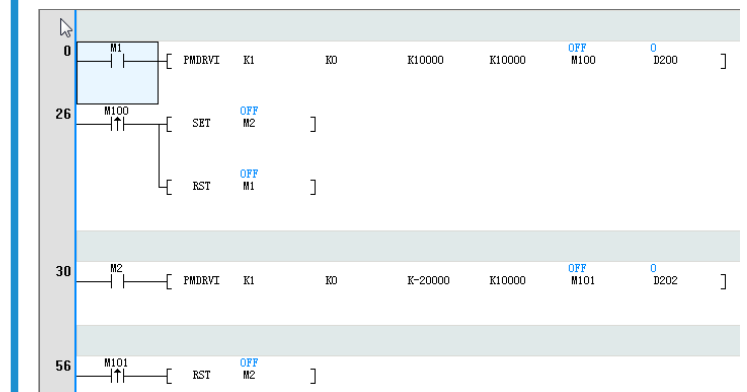 0 M1 OFF 0
[ PMDRVI K1 K0 K10000 K10000 M100 D200 ]
26 M100 OFF
[ SET M2 ]
OFF
[ RST M1 ]
30 M2 OFF 0
[ PMDRVI K1 K0 K-20000 K10000 M101 D202 ]
56 M101 OFF
[ RST M2 ]